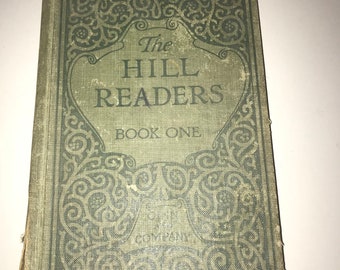 The
HILL
READERS
BOOK ONE
COMPANY